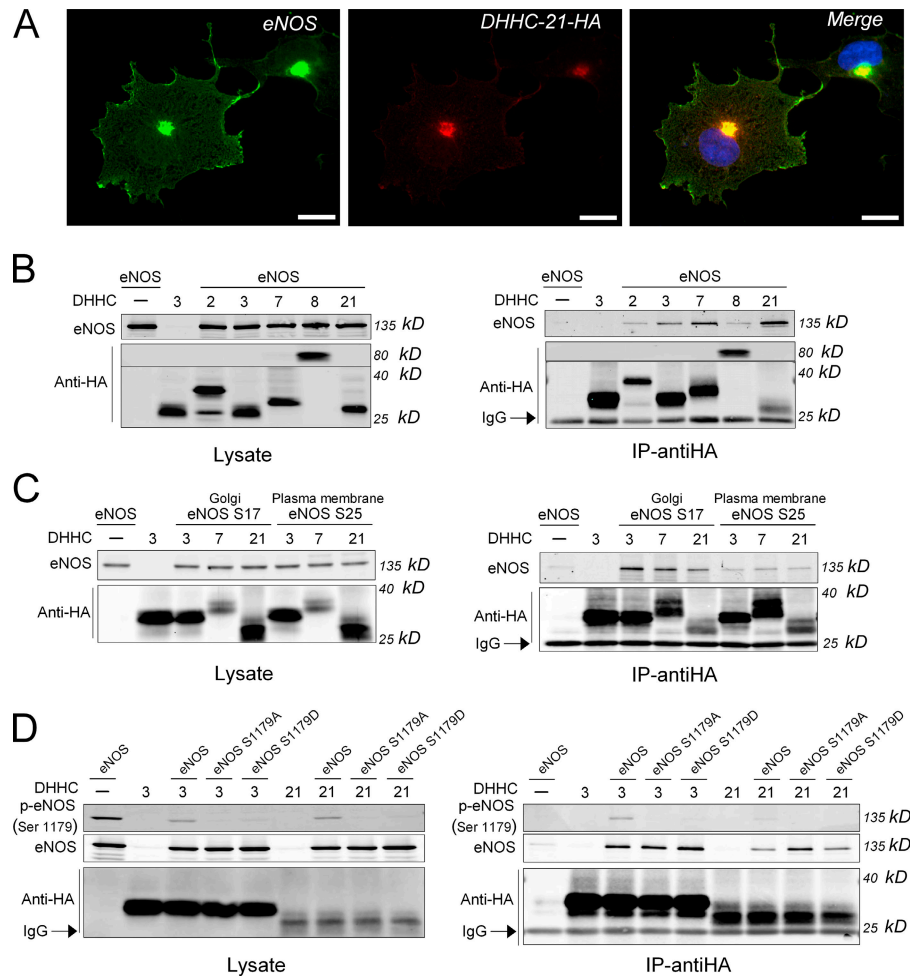 A
eNOS
DHHC-21-HA
Merge
B
eNOS eNOS
DHHC — 3 2 3 7 8 21
eNOS 135 kD
80 kD
Anti-HA 40 kD
25 kD
Lysate
eNOS eNOS
DHHC — 3 2 3 7 8 21
eNOS 135 kD
80 kD
Anti-HA 40 kD
IgG 25 kD
IP-antiHA
C
Golgi Plasma membrane
eNOS eNOS S17 eNOS S25
DHHC — 3 3 7 21 3 7 21
eNOS 135 kD
40 kD
Anti-HA
25 kD
Lysate
Golgi Plasma membrane
eNOS eNOS S17 eNOS S25
DHHC — 3 3 7 21 3 7 21
eNOS 135 kD
40 kD
Anti-HA
IgG 25 kD
IP-antiHA
D
eNOS eNOS eNOS S1179A eNOS S1179D eNOS eNOS S1179A eNOS S1179D
DHHC — 3 3 3 3 21 21 21 21
p-eNOS
(Ser 1179)
eNOS
Anti-HA
IgG
Lysate
eNOS eNOS eNOS S1179A eNOS S1179D eNOS eNOS S1179A eNOS S1179D
DHHC — 3 3 3 3 21 21 21 21
p-eNOS
(Ser 1179) 135 kD
eNOS 135 kD
40 kD
Anti-HA
IgG 25 kD
IP-antiHA